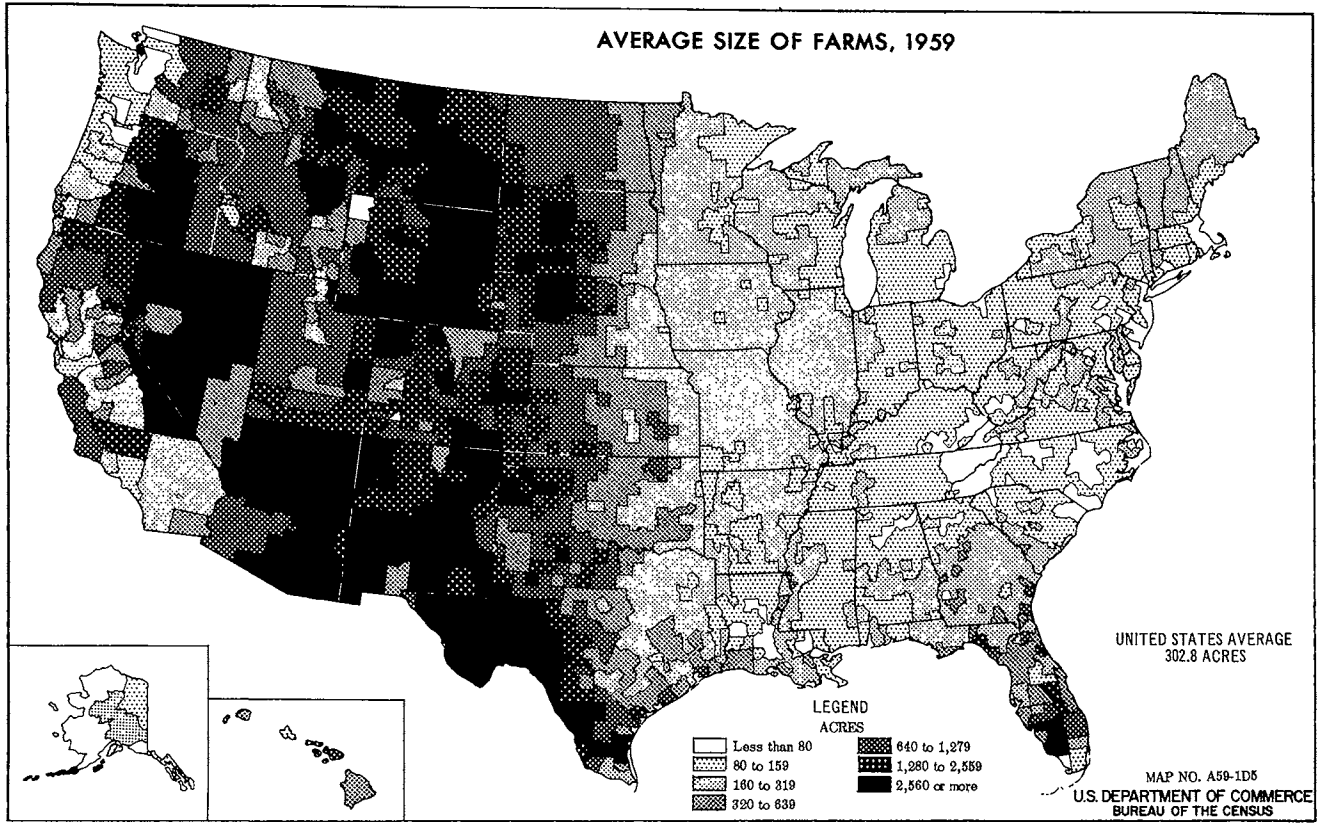 AVERAGE SIZE OF FARMS, 1959
UNITED STATES AVERAGE
302.8 ACRES
LEGEND
ACRES
Less than 80
80 to 159
160 to 319
320 to 639
640 to 1,279
1,280 to 2,559
2,560 or more
MAP NO. A59-1D5
U.S. DEPARTMENT OF COMMERCE
BUREAU OF THE CENSUS